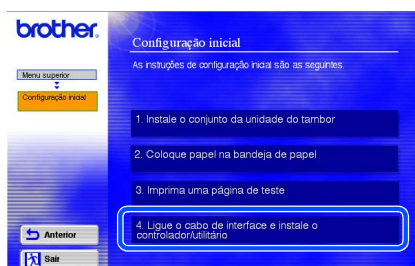 brother.
Configuração inicial
As instruções de configuração inicial são as seguintes.
Menu superior
Configuração inicial
1. Instale o conjunto da unidade do tambor
2. Coloque papel na bandeja de papel
3. Imprima uma página de teste
4. Ligue o cabo de interface e instale o
controlador/utilitário
Anterior
Sair